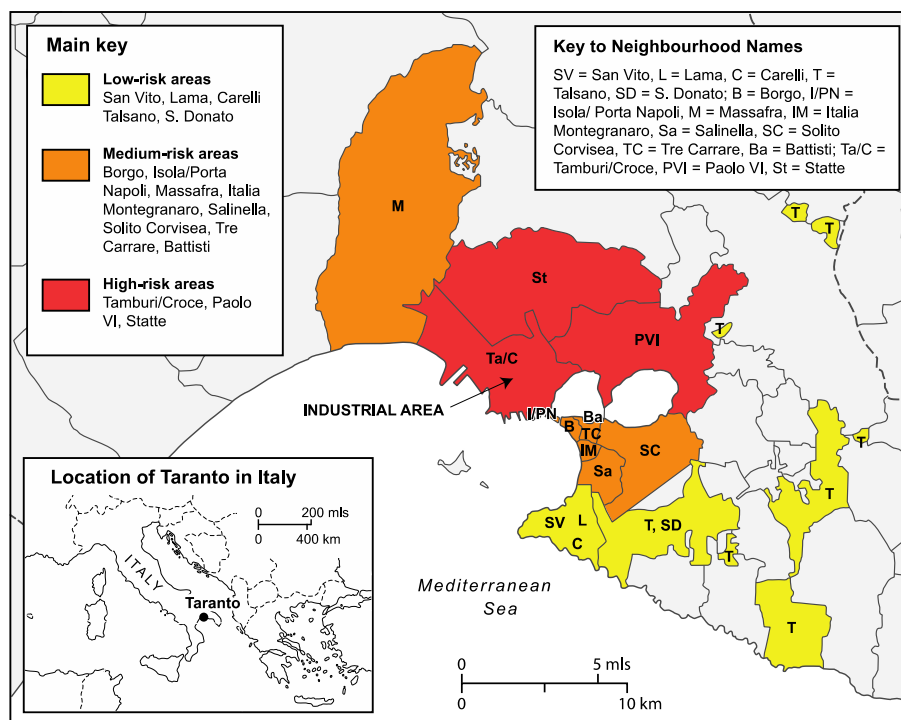 Main key
Low-risk areas
San Vito, Lama, Carelli
Talsano, S. Donato
Medium-risk areas
Borgo, Isola/Porta
Napoli, Massafra, Italia
Montegranaro, Salinella,
Solito Corvisea, Tre
Carrare, Battisti
High-risk areas
Tamburi/Croce, Paolo
VI, Statte
Key to Neighbourhood Names
SV = San Vito, L = Lama, C = Carelli, T =
Talsano, SD = S. Donato; B = Borgo, I/PN =
Isola/ Porta Napoli, M = Massafra, IM = Italia
Montegranaro, Sa = Salinella, SC = Solito
Corvisea, TC = Tre Carrare, Ba = Battisti; Ta/C =
Tamburi/Croce, PVI = Paolo VI, St = Statte
M
T
T
St
T
PVI
Ta/C
INDUSTRIAL AREA
I/PN
Ba
B
TC
IM
SC
T
Sa
T
SV
L
C
T, SD
T
T
Mediterranean
Sea
0
5 mls
0
10 km
Location of Taranto in Italy
0
200 mls
0
400 km
ITALY
Taranto